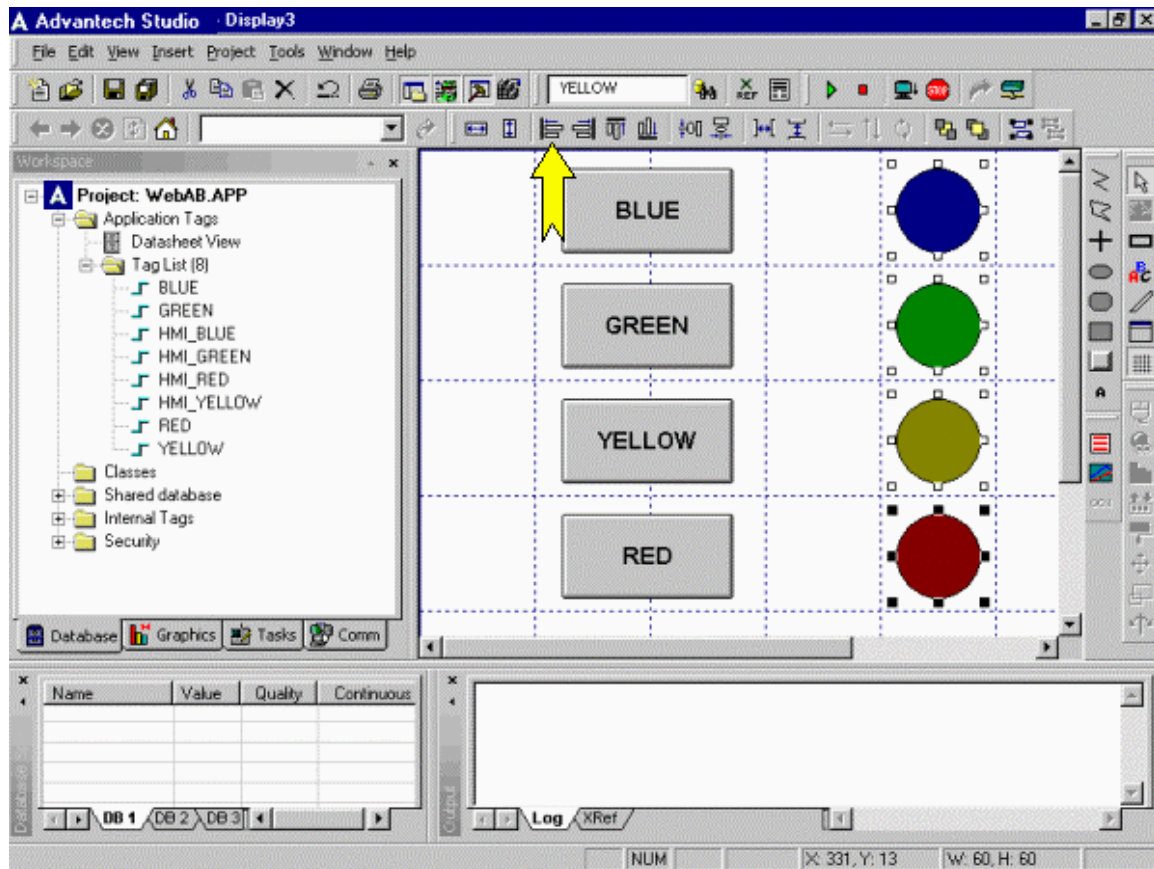 A Advantech Studio - Display3
File Edit View Insert Project Tools Window Help
YELLOW
XREF
STOP
Workspace
A Project: WebAB.APP
Application Tags
Datasheet View
Tag List (8)
BLUE
GREEN
HMI_BLUE
HMI_GREEN
HMI_RED
HMI_YELLOW
RED
YELLOW
Classes
Shared database
Internal Tags
Security
Database Graphics Tasks Comm
BLUE
GREEN
YELLOW
RED
A
Name Value Quality Continuous
DB 1 DB 2 DB 3
Output
Log XRef
NUM X: 331, Y: 13 W: 60, H: 60